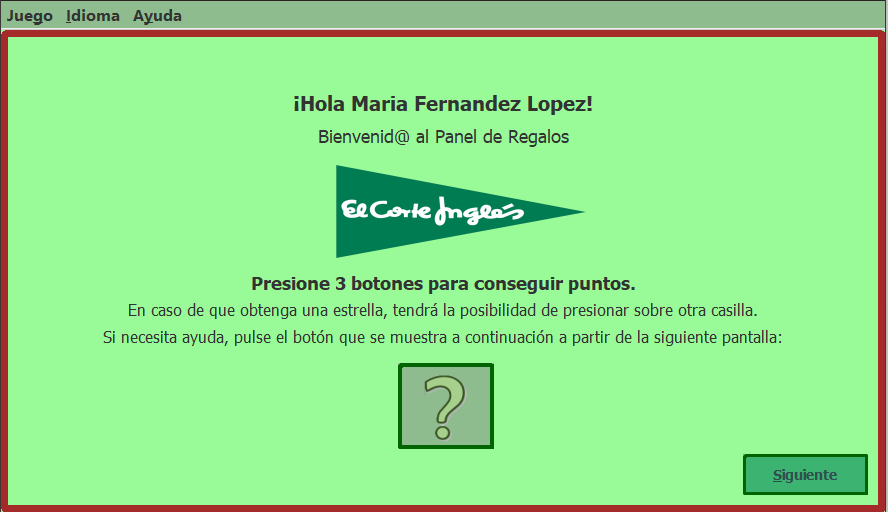 Juego Idioma Ayuda
¡Hola Maria Fernandez Lopez!
Bienvenid@ al Panel de Regalos
El Corte Inglés
Presione 3 botones para conseguir puntos.
En caso de que obtenga una estrella, tendrá la posibilidad de presionar sobre otra casilla.
Si necesita ayuda, pulse el botón que se muestra a continuación a partir de la siguiente pantalla:
?
Siguiente